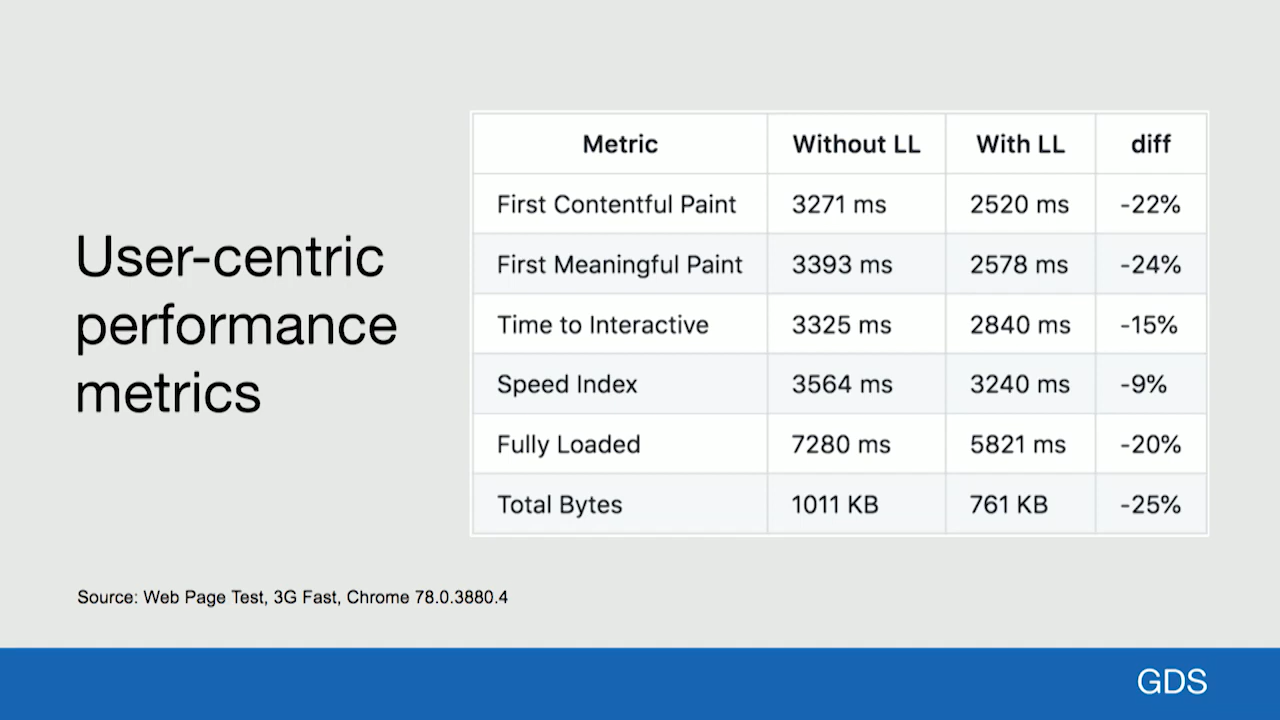 User-centric
performance
metrics
Metric Without LL With LL diff
First Contentful Paint 3271 ms 2520 ms -22%
First Meaningful Paint 3393 ms 2578 ms -24%
Time to Interactive 3325 ms 2840 ms -15%
Speed Index 3564 ms 3240 ms -9%
Fully Loaded 7280 ms 5821 ms -20%
Total Bytes 1011 KB 761 KB -25%
Source: Web Page Test, 3G Fast, Chrome 78.0.3880.4
GDS